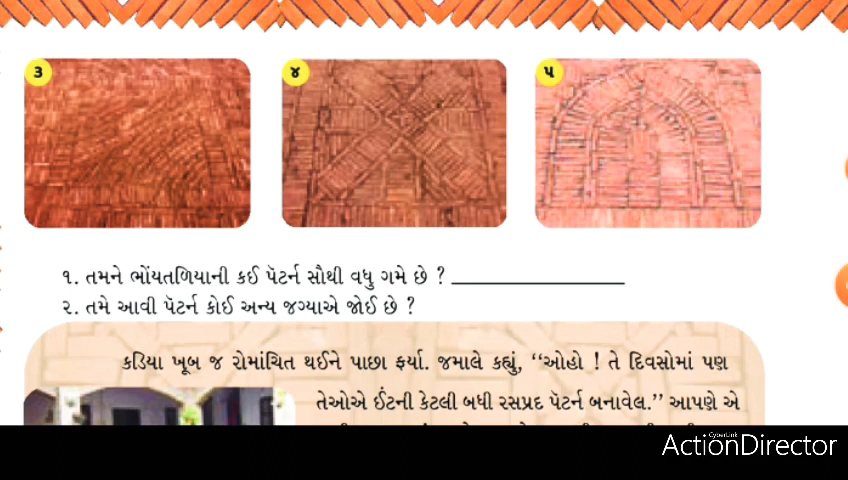 ૩
૪
૫
૧. તમને ભોંયતળિયાની કઈ પૅટર્ન સૌથી વધુ ગમે છે ?
૨. તમે આવી પૅટર્ન કોઈ અન્ય જગ્યાએ જોઈ છે ?
કડિયા ખૂબ જ રોમાંચિત થઈને પાછા ફર્યા. જમાલે કહ્યું, ‘‘ઓહો ! તે દિવસોમાં પણ
તેઓએ ઈંટની કેટલી બધી રસપ્રદ પૅટર્ન બનાવેલ.’’ આપણે એ
CyberLink
ActionDirector